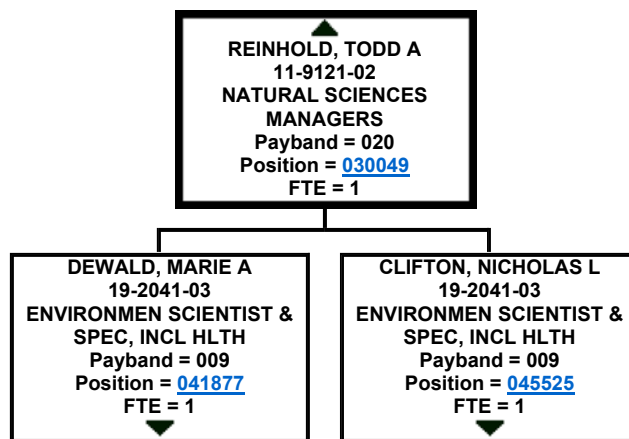 REINHOLD, TODD A
11-9121-02
NATURAL SCIENCES
MANAGERS
Payband = 020
Position = 030049
FTE = 1
DEWALD, MARIE A
19-2041-03
ENVIRONMEN SCIENTIST &
SPEC, INCL HLTH
Payband = 009
Position = 041877
FTE = 1
CLIFTON, NICHOLAS L
19-2041-03
ENVIRONMEN SCIENTIST &
SPEC, INCL HLTH
Payband = 009
Position = 045525
FTE = 1